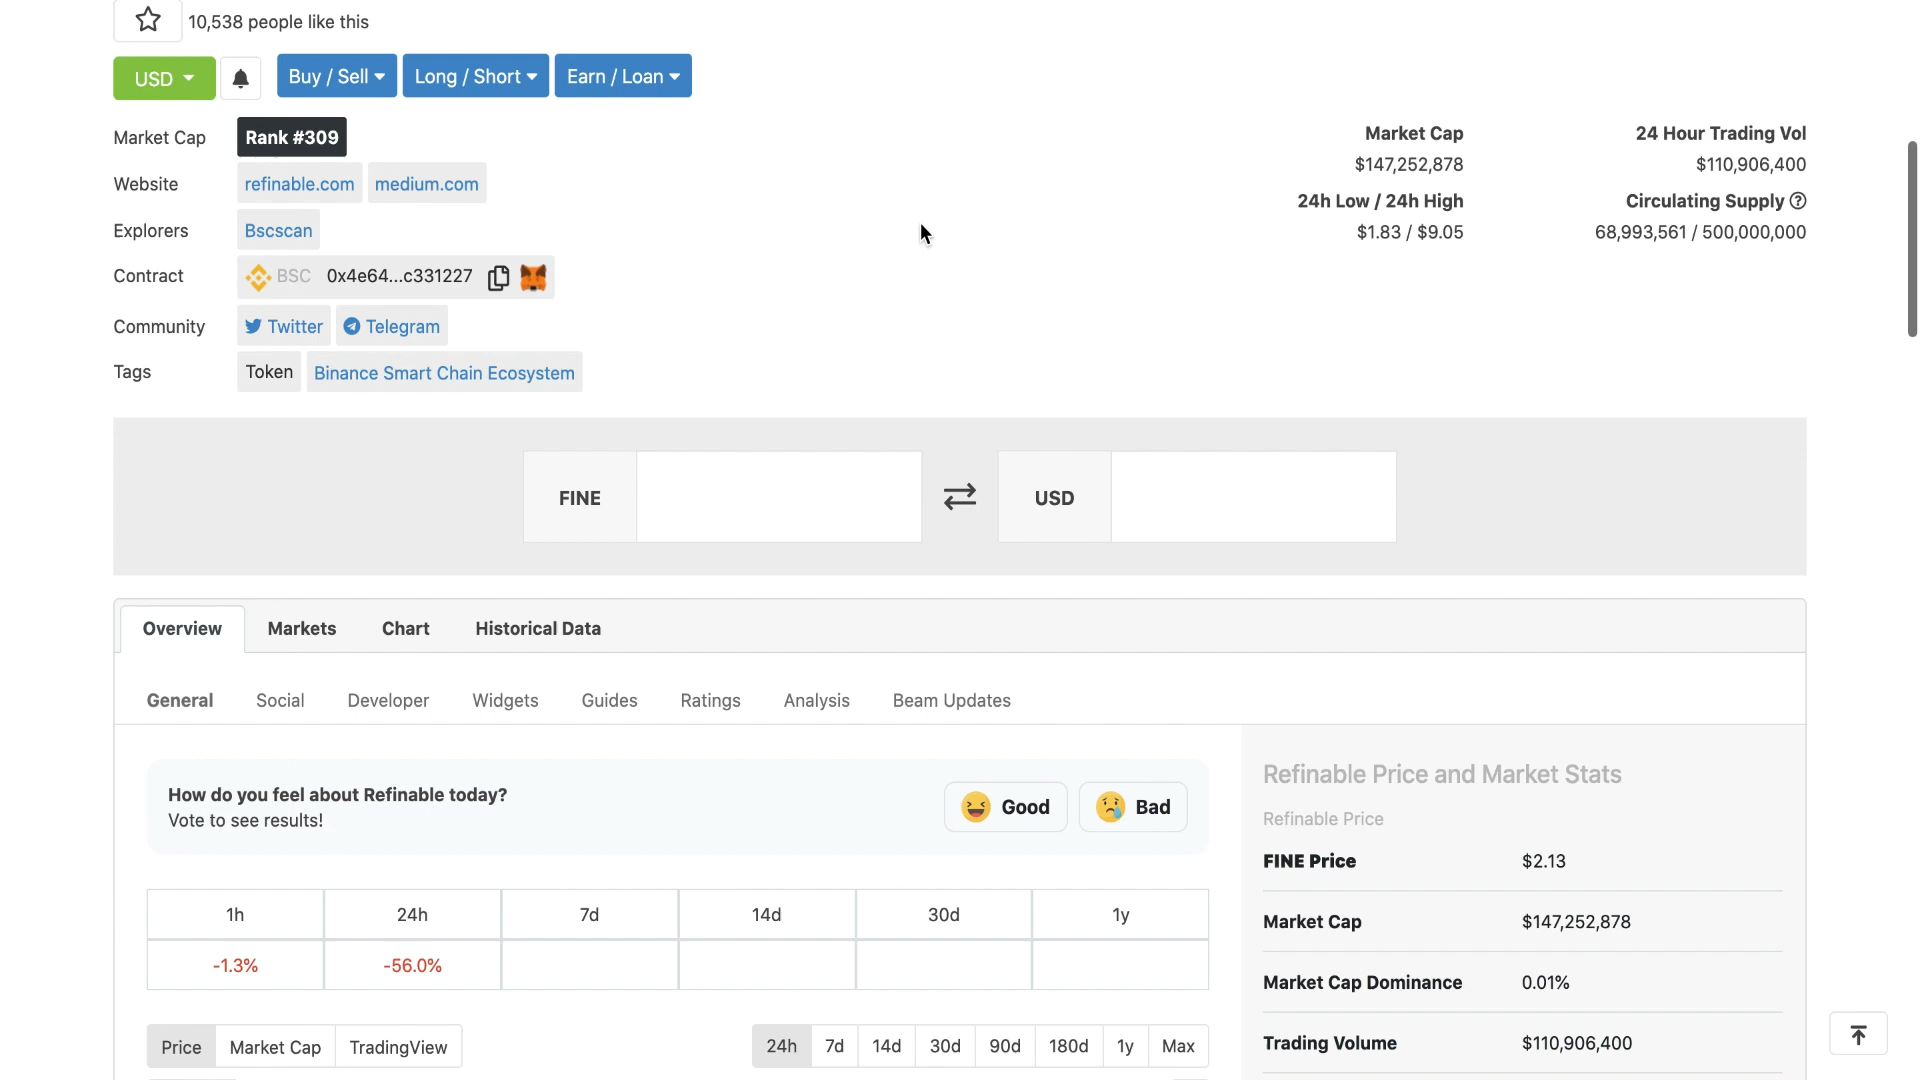 10,538 people like this
USD
Buy / Sell
Long / Short
Earn / Loan
Market Cap Rank #309
Website refinable.com medium.com
Explorers Bscscan
Contract BSC 0x4e64...c331227
Community Twitter Telegram
Tags Token Binance Smart Chain Ecosystem
Market Cap
$147,252,878
24h Low / 24h High
$1.83 / $9.05
24 Hour Trading Vol
$110,906,400
Circulating Supply
68,993,561 / 500,000,000
FINE
USD
Overview Markets Chart Historical Data
General Social Developer Widgets Guides Ratings Analysis Beam Updates
How do you feel about Refinable today?
Vote to see results!
Good
Bad
1h 24h 7d 14d 30d 1y
-1.3% -56.0%
Price Market Cap TradingView
24h 7d 14d 30d 90d 180d 1y Max
Refinable Price and Market Stats
Refinable Price
FINE Price $2.13
Market Cap $147,252,878
Market Cap Dominance 0.01%
Trading Volume $110,906,400